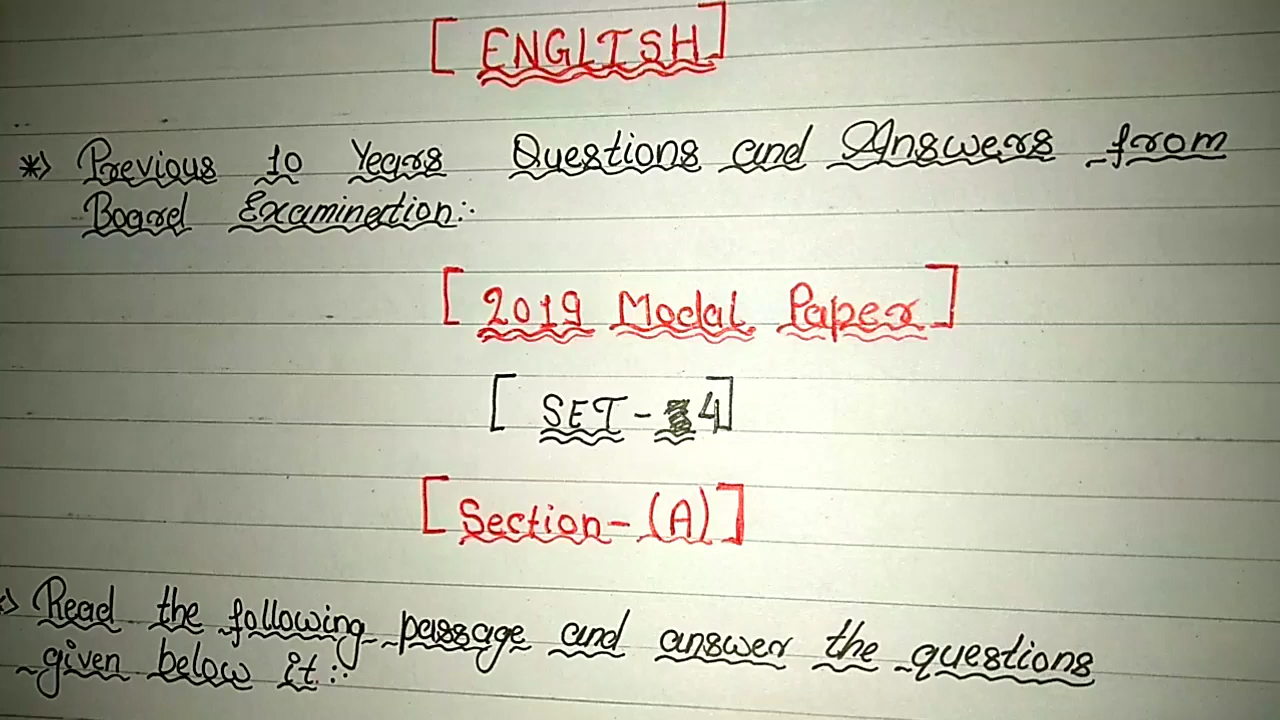 [ ENGLISH ]
*) Previous 10 Years Questions and Answers from
Board Examination:-
[ 2019 Modal Paper ]
[ SET - 4 ]
[ Section - (A) ]
Read the following passage and answer the questions
given below it:-